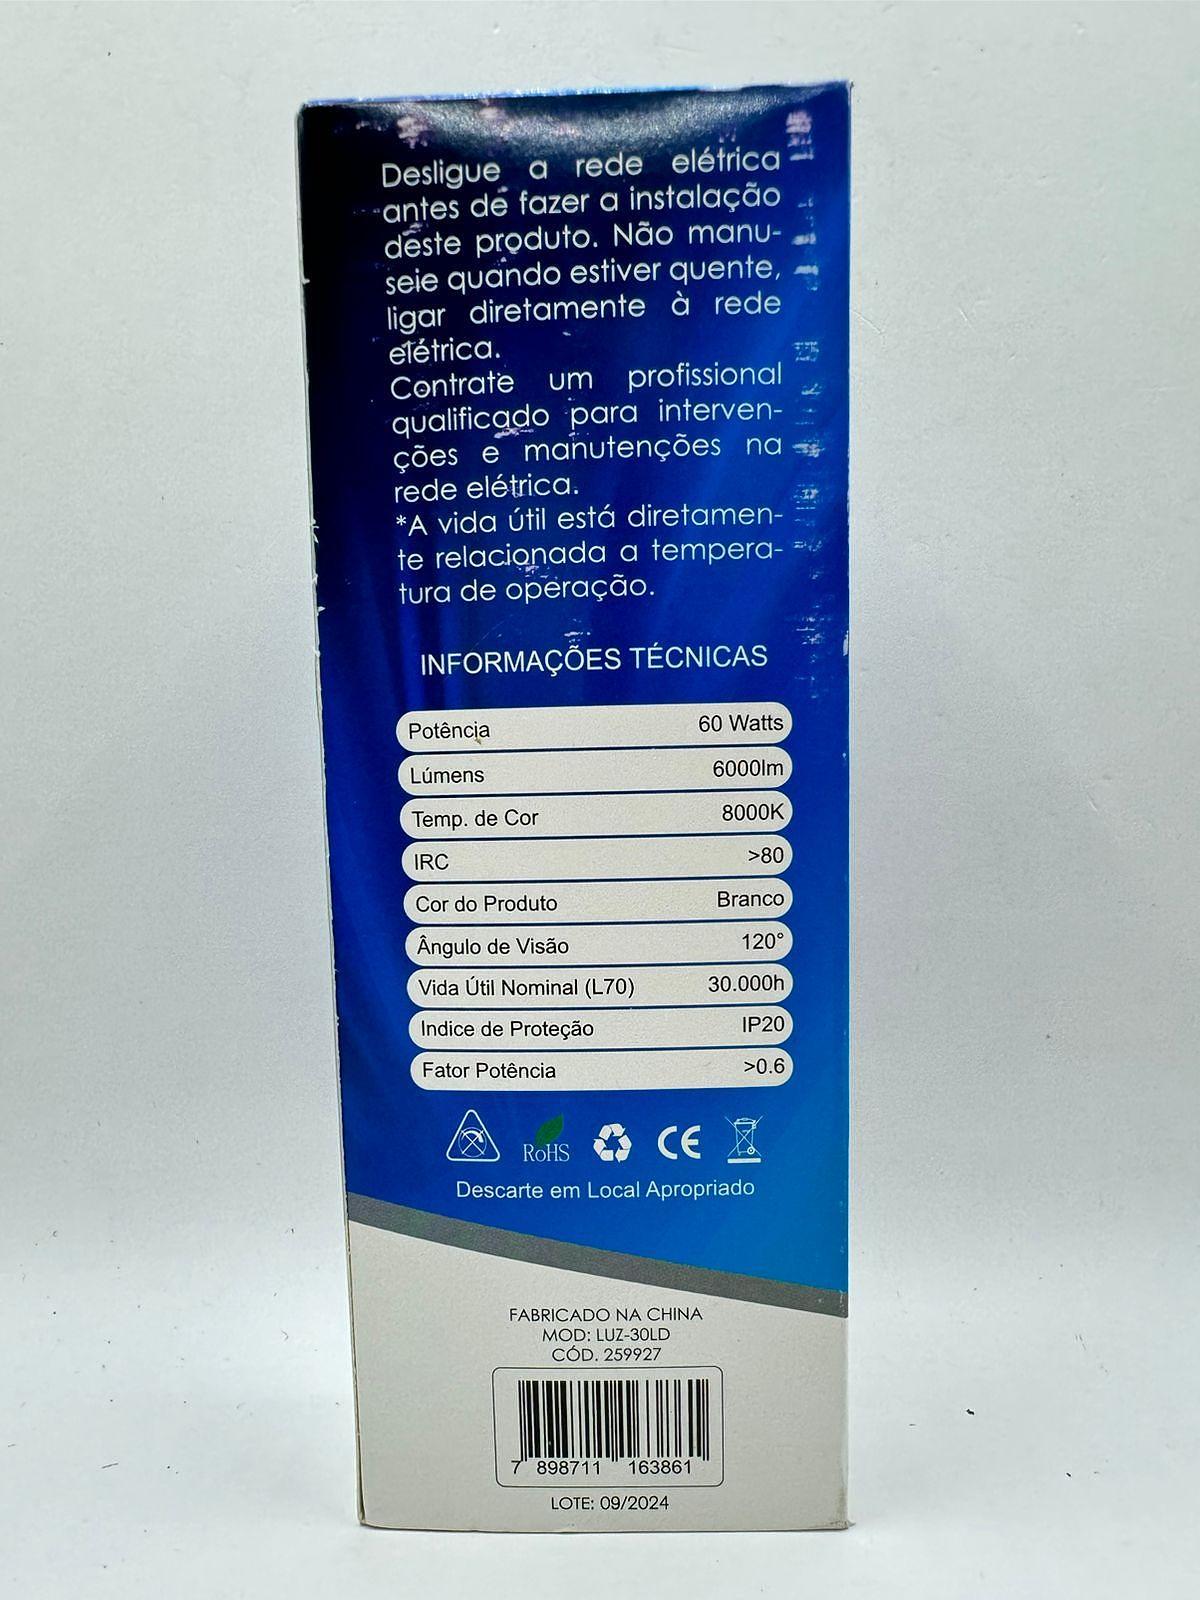 Desligue a rede elétrica
antes de fazer a instalação
deste produto. Não manu-
seie quando estiver quente,
ligar diretamente à rede
elétrica.
Contrate um profissional
qualificado para interven-
ções e manutenções na
rede elétrica.
*A vida útil está diretamen-
te relacionada a tempera-
tura de operação.
INFORMAÇÕES TÉCNICAS
Potência 60 Watts
Lúmens 6000lm
Temp. de Cor 8000K
IRC >80
Cor do Produto Branco
Ângulo de Visão 120°
Vida Útil Nominal (L70) 30.000h
Indice de Proteção IP20
Fator Potência >0.6
RoHS CE
Descarte em Local Apropriado
FABRICADO NA CHINA
MOD: LUZ-30LD
CÓD. 259927
7 898711 163861
LOTE: 09/2024